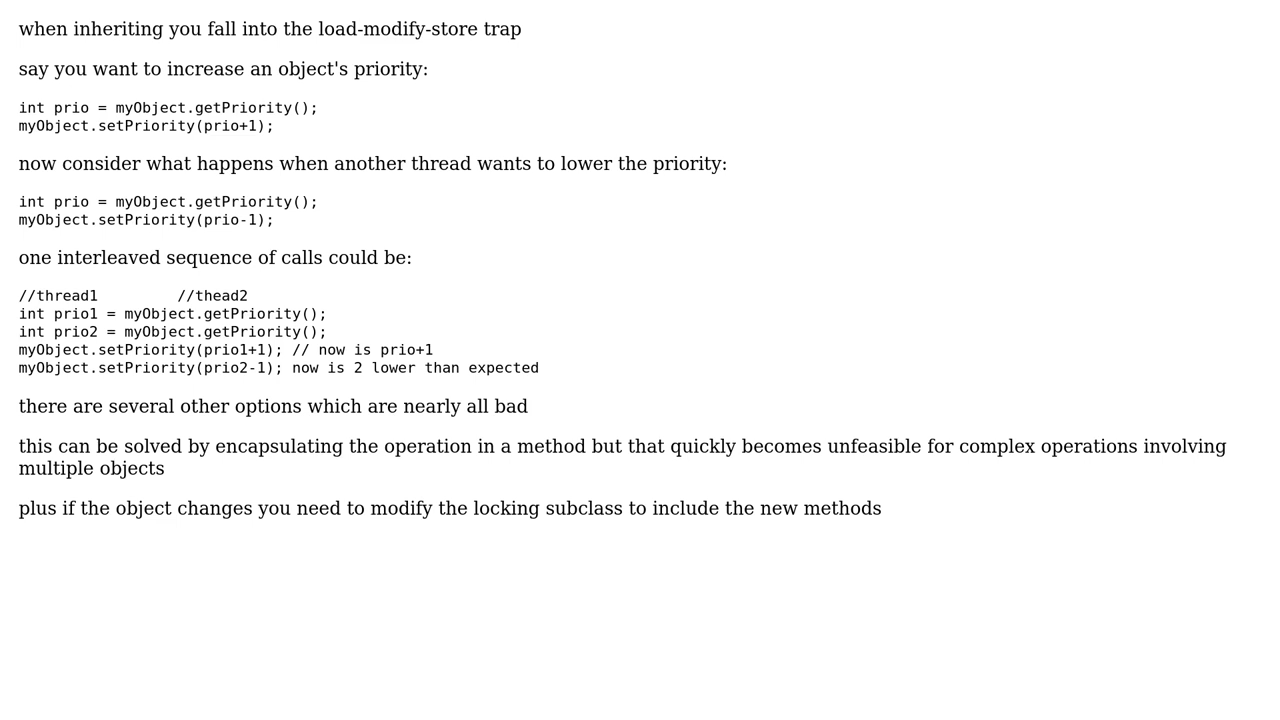 when inheriting you fall into the load-modify-store trap
say you want to increase an object's priority:
int prio = myObject.getPriority();
myObject.setPriority(prio+1);
now consider what happens when another thread wants to lower the priority:
int prio = myObject.getPriority();
myObject.setPriority(prio-1);
one interleaved sequence of calls could be:
//thread1         //thead2
int prio1 = myObject.getPriority();
int prio2 = myObject.getPriority();
myObject.setPriority(prio1+1); // now is prio+1
myObject.setPriority(prio2-1); now is 2 lower than expected
there are several other options which are nearly all bad
this can be solved by encapsulating the operation in a method but that quickly becomes unfeasible for complex operations involving
multiple objects
plus if the object changes you need to modify the locking subclass to include the new methods